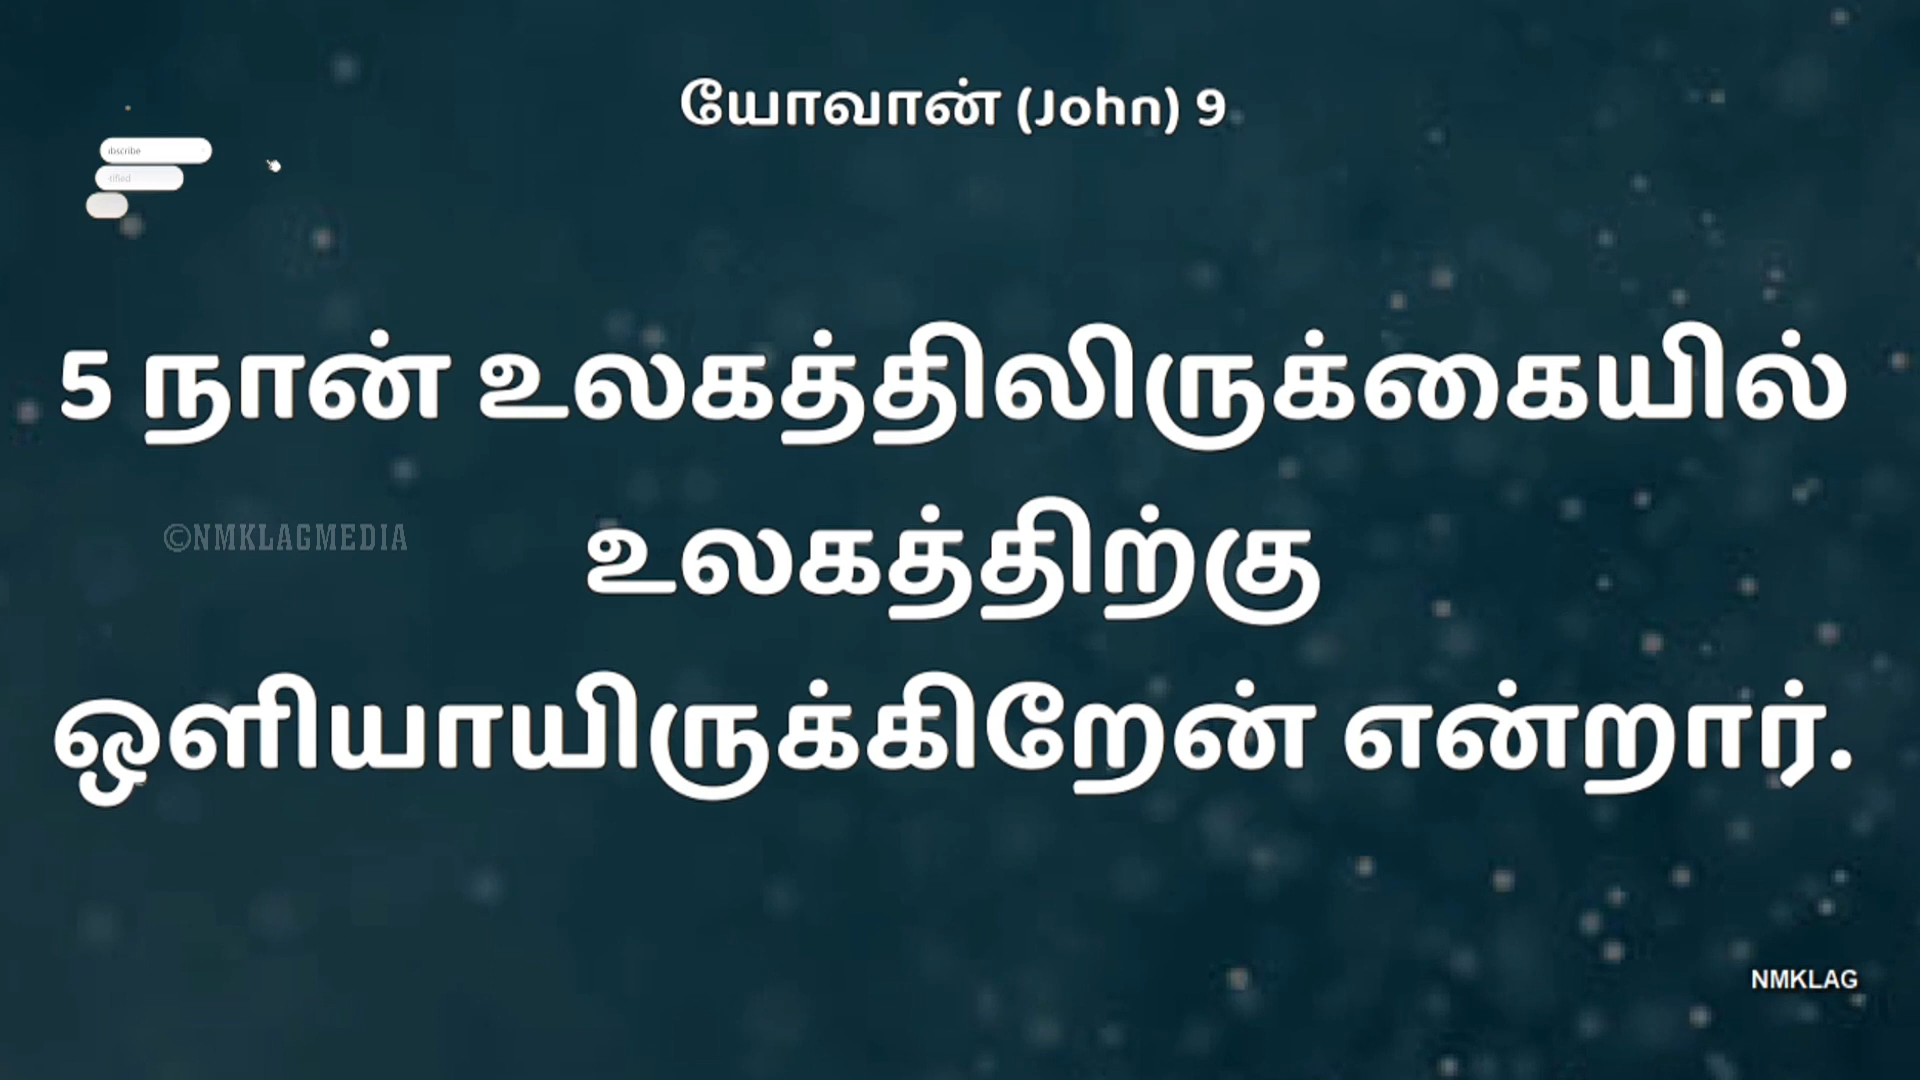 யோவான் (John) 9
5 நான் உலகத்திலிருக்கையில்
உலகத்திற்கு
ஒளியாயிருக்கிறேன் என்றார்.
©NMKLAGMEDIA
NMKLAG